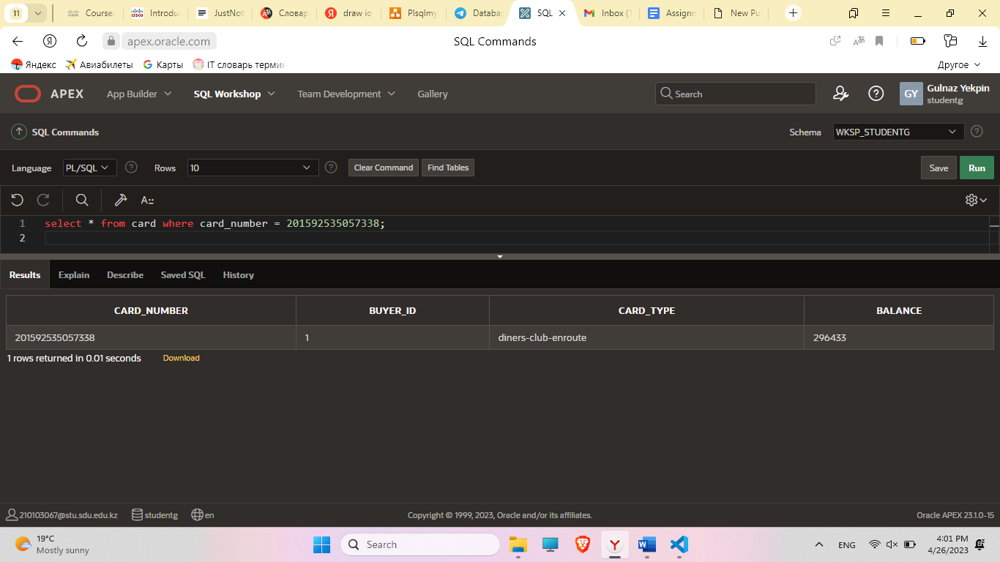 11 Course: Introdu JustNot Словар draw io Plsqlmy Databa SQL Inbox (1 Assignn New Pu
apex.oracle.com SQL Commands
Яндекс Авиабилеты Карты IT словарь термин Другое
APEX App Builder SQL Workshop Team Development Gallery Search GY Gulnaz Yekpin
studentg
SQL Commands Schema WKSP_STUDENTG
Language PL/SQL Rows 10 Clear Command Find Tables Save Run
1 select * from card where card_number = 201592535057338;
2
Results Explain Describe Saved SQL History
CARD_NUMBER BUYER_ID CARD_TYPE BALANCE
201592535057338 1 diners-club-enroute 296433
1 rows returned in 0.01 seconds Download
210103067@stu.sdu.edu.kz studentg en Copyright © 1999, 2023, Oracle and/or its affiliates. Oracle APEX 23.1.0-15
19°C
Mostly sunny
Search
ENG
4:01 PM
4/26/2023